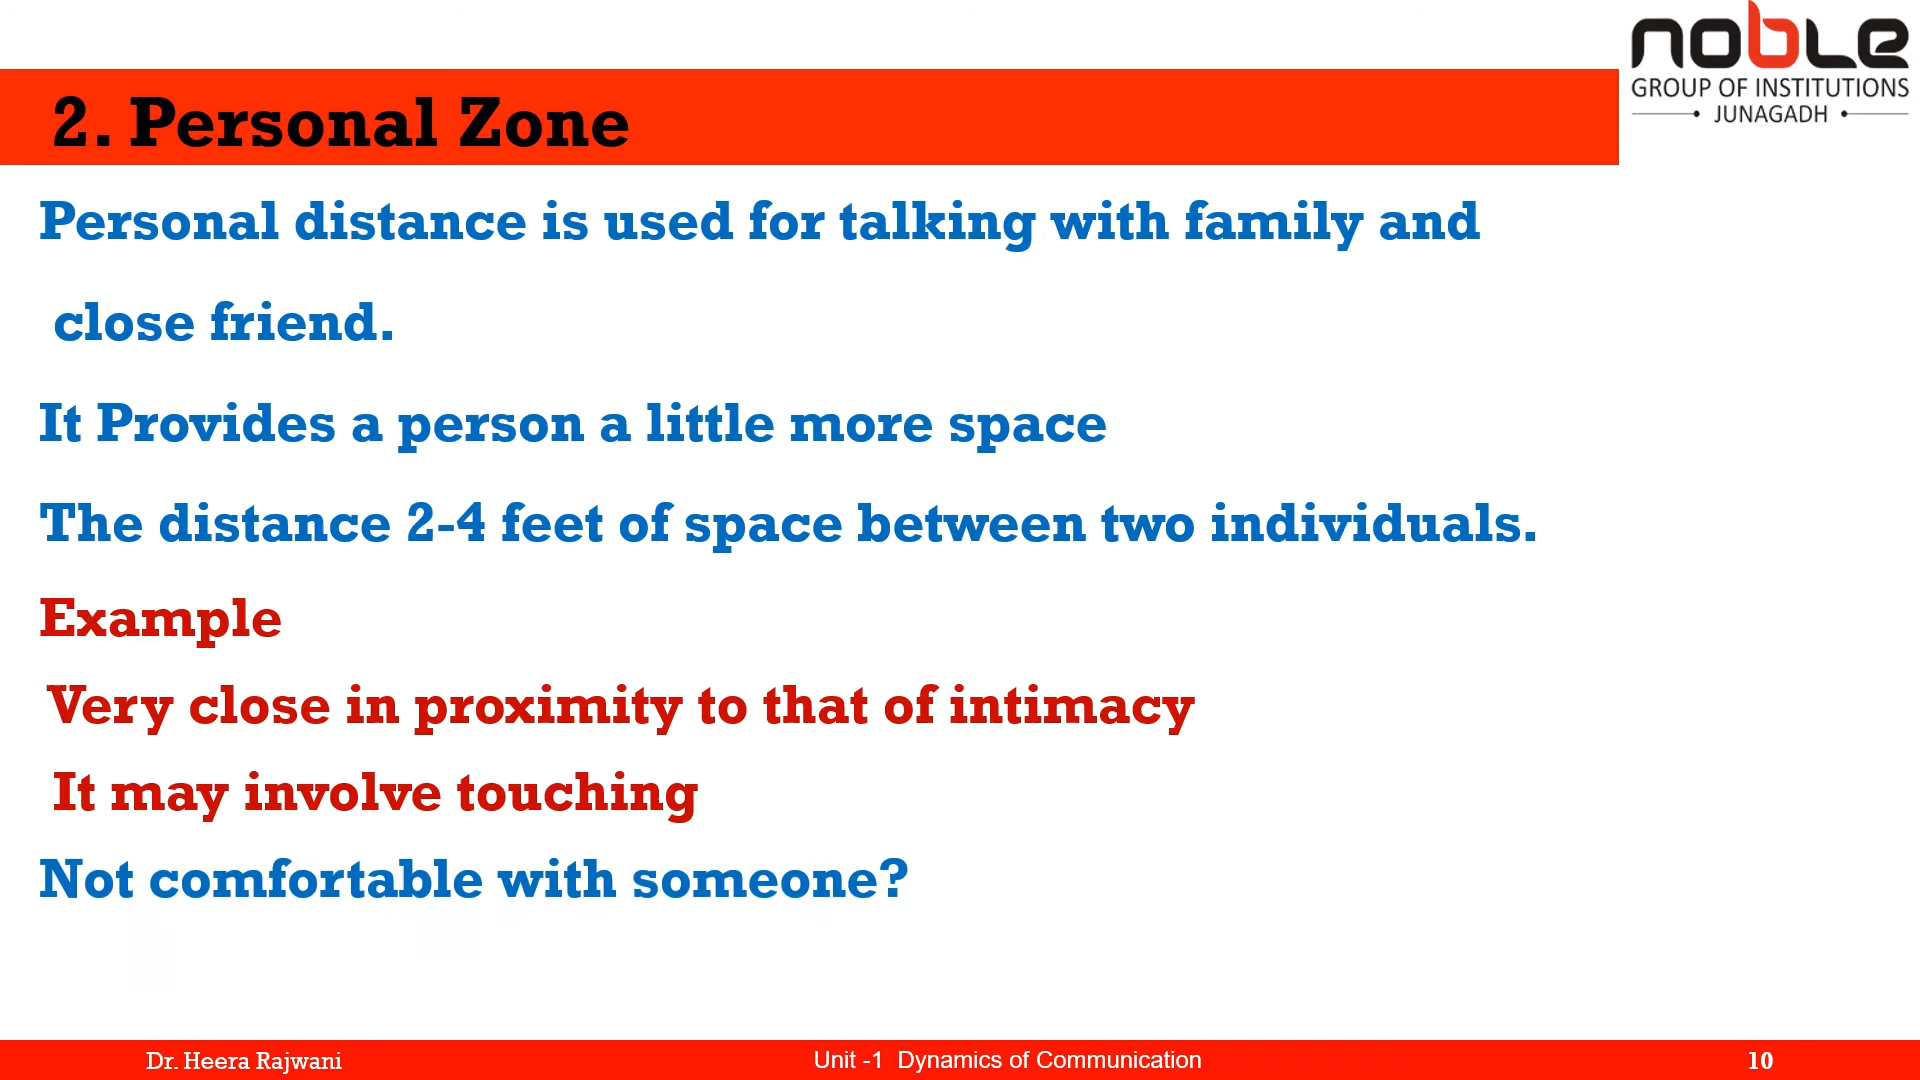 noble
GROUP OF INSTITUTIONS
JUNAGADH
2. Personal Zone
Personal distance is used for talking with family and
close friend.
It Provides a person a little more space
The distance 2-4 feet of space between two individuals.
Example
Very close in proximity to that of intimacy
It may involve touching
Not comfortable with someone?
Dr. Heera Rajwani
Unit -1 Dynamics of Communication
10